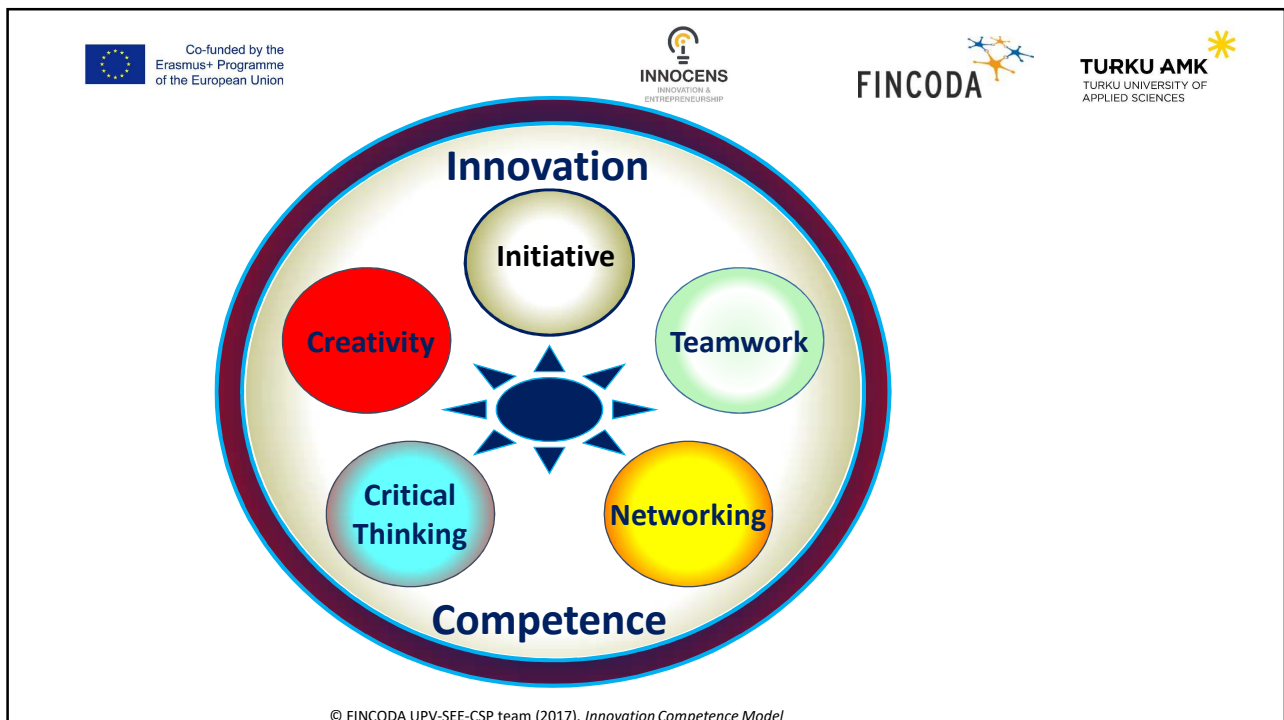 Co-funded by the
Erasmus+ Programme
of the European Union
INNOCENS
INNOVATION &
ENTREPRENEURSHIP
FINCODA
TURKU AMK
TURKU UNIVERSITY OF
APPLIED SCIENCES
Innovation
Initiative
Creativity
Teamwork
Critical
Thinking
Networking
Competence
© FINCODA UPV-SEE-CSP team (2017). Innovation Competence Model